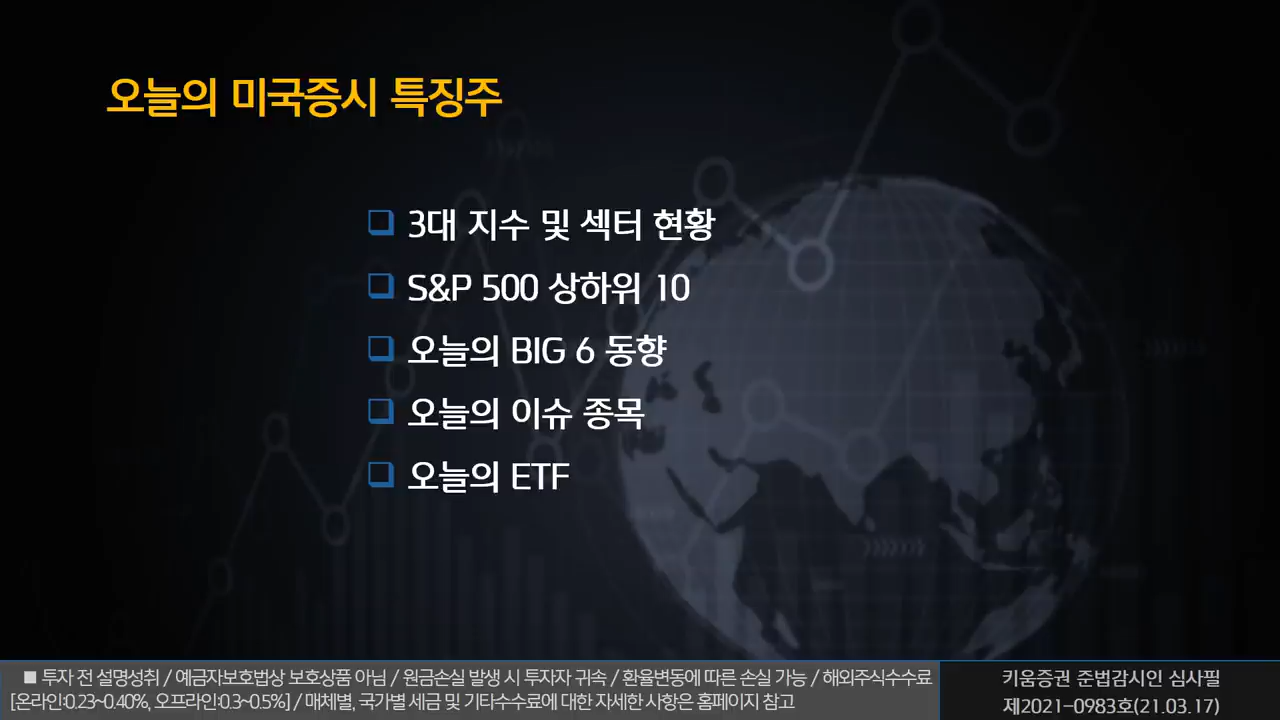 오늘의 미국증시 특징주
❏ 3대 지수 및 섹터 현황
❏ S&P 500 상하위 10
❏ 오늘의 BIG 6 동향
❏ 오늘의 이슈 종목
❏ 오늘의 ETF
■ 투자 전 설명청취 / 예금자보호법상 보호상품 아님 / 원금손실 발생 시 투자자 귀속 / 환율변동에 따른 손실 가능 / 해외주식수수료
[온라인:0.23~0.40%, 오프라인:0.3~0.5%] / 매체별, 국가별 세금 및 기타수수료에 대한 자세한 사항은 홈페이지 참고
키움증권 준법감시인 심사필
제2021-0983호(21.03.17)